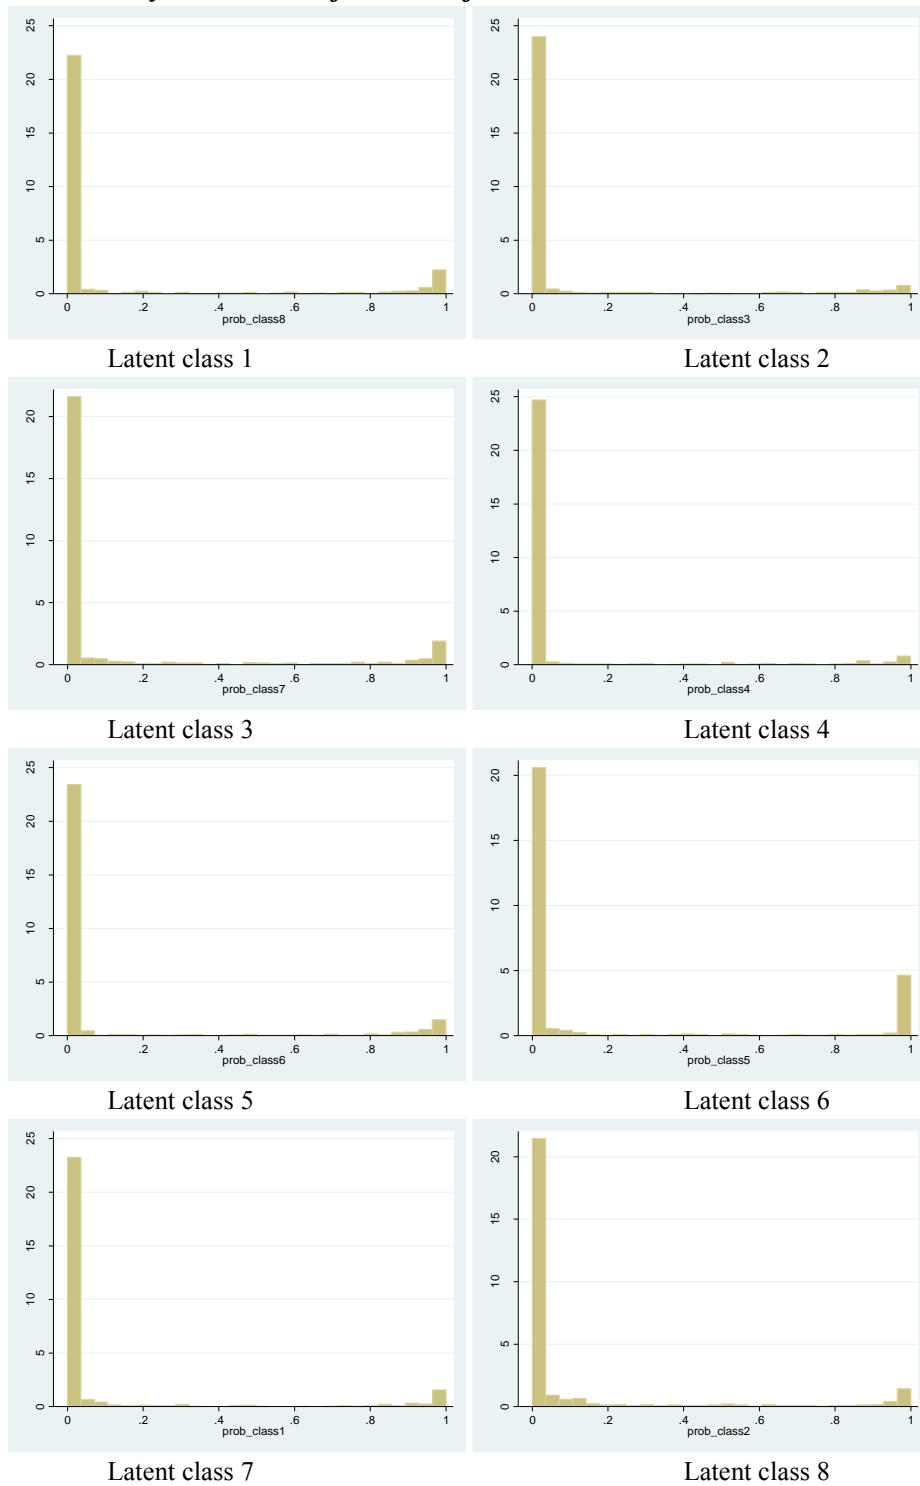 25
20
15
10
5
0
0 .2 .4 .6 .8 1
prob_class8
Latent class 1
25
20
15
10
5
0
0 .2 .4 .6 .8 1
prob_class3
Latent class 2
20
15
10
5
0
0 .2 .4 .6 .8 1
prob_class7
Latent class 3
25
20
15
10
5
0
0 .2 .4 .6 .8 1
prob_class4
Latent class 4
25
20
15
10
5
0
0 .2 .4 .6 .8 1
prob_class6
Latent class 5
20
15
10
5
0
0 .2 .4 .6 .8 1
prob_class5
Latent class 6
25
20
15
10
5
0
0 .2 .4 .6 .8 1
prob_class1
Latent class 7
20
15
10
5
0
0 .2 .4 .6 .8 1
prob_class2
Latent class 8